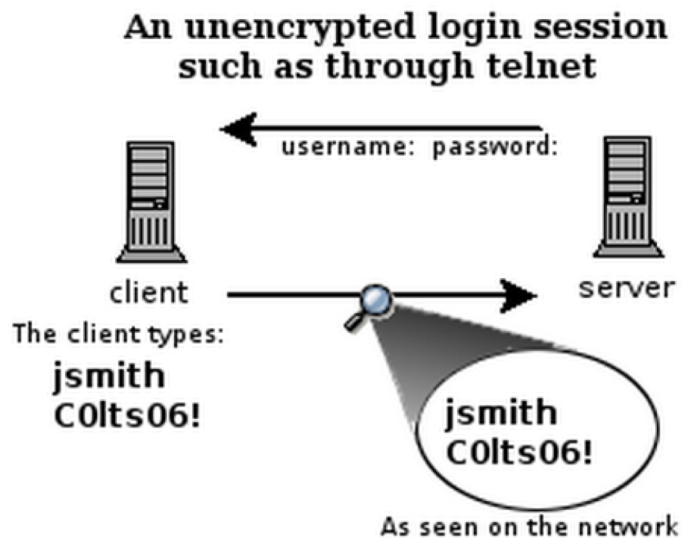 An unencrypted login session
such as through telnet
username: password:
client
server
The client types:
jsmith
C0lts06!
jsmith
C0lts06!
As seen on the network